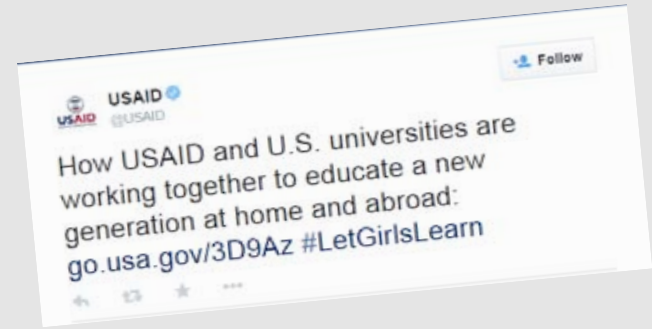 USAID
@USAID
USAID
Follow
How USAID and U.S. universities are
working together to educate a new
generation at home and abroad:
go.usa.gov/3D9Az #LetGirlsLearn